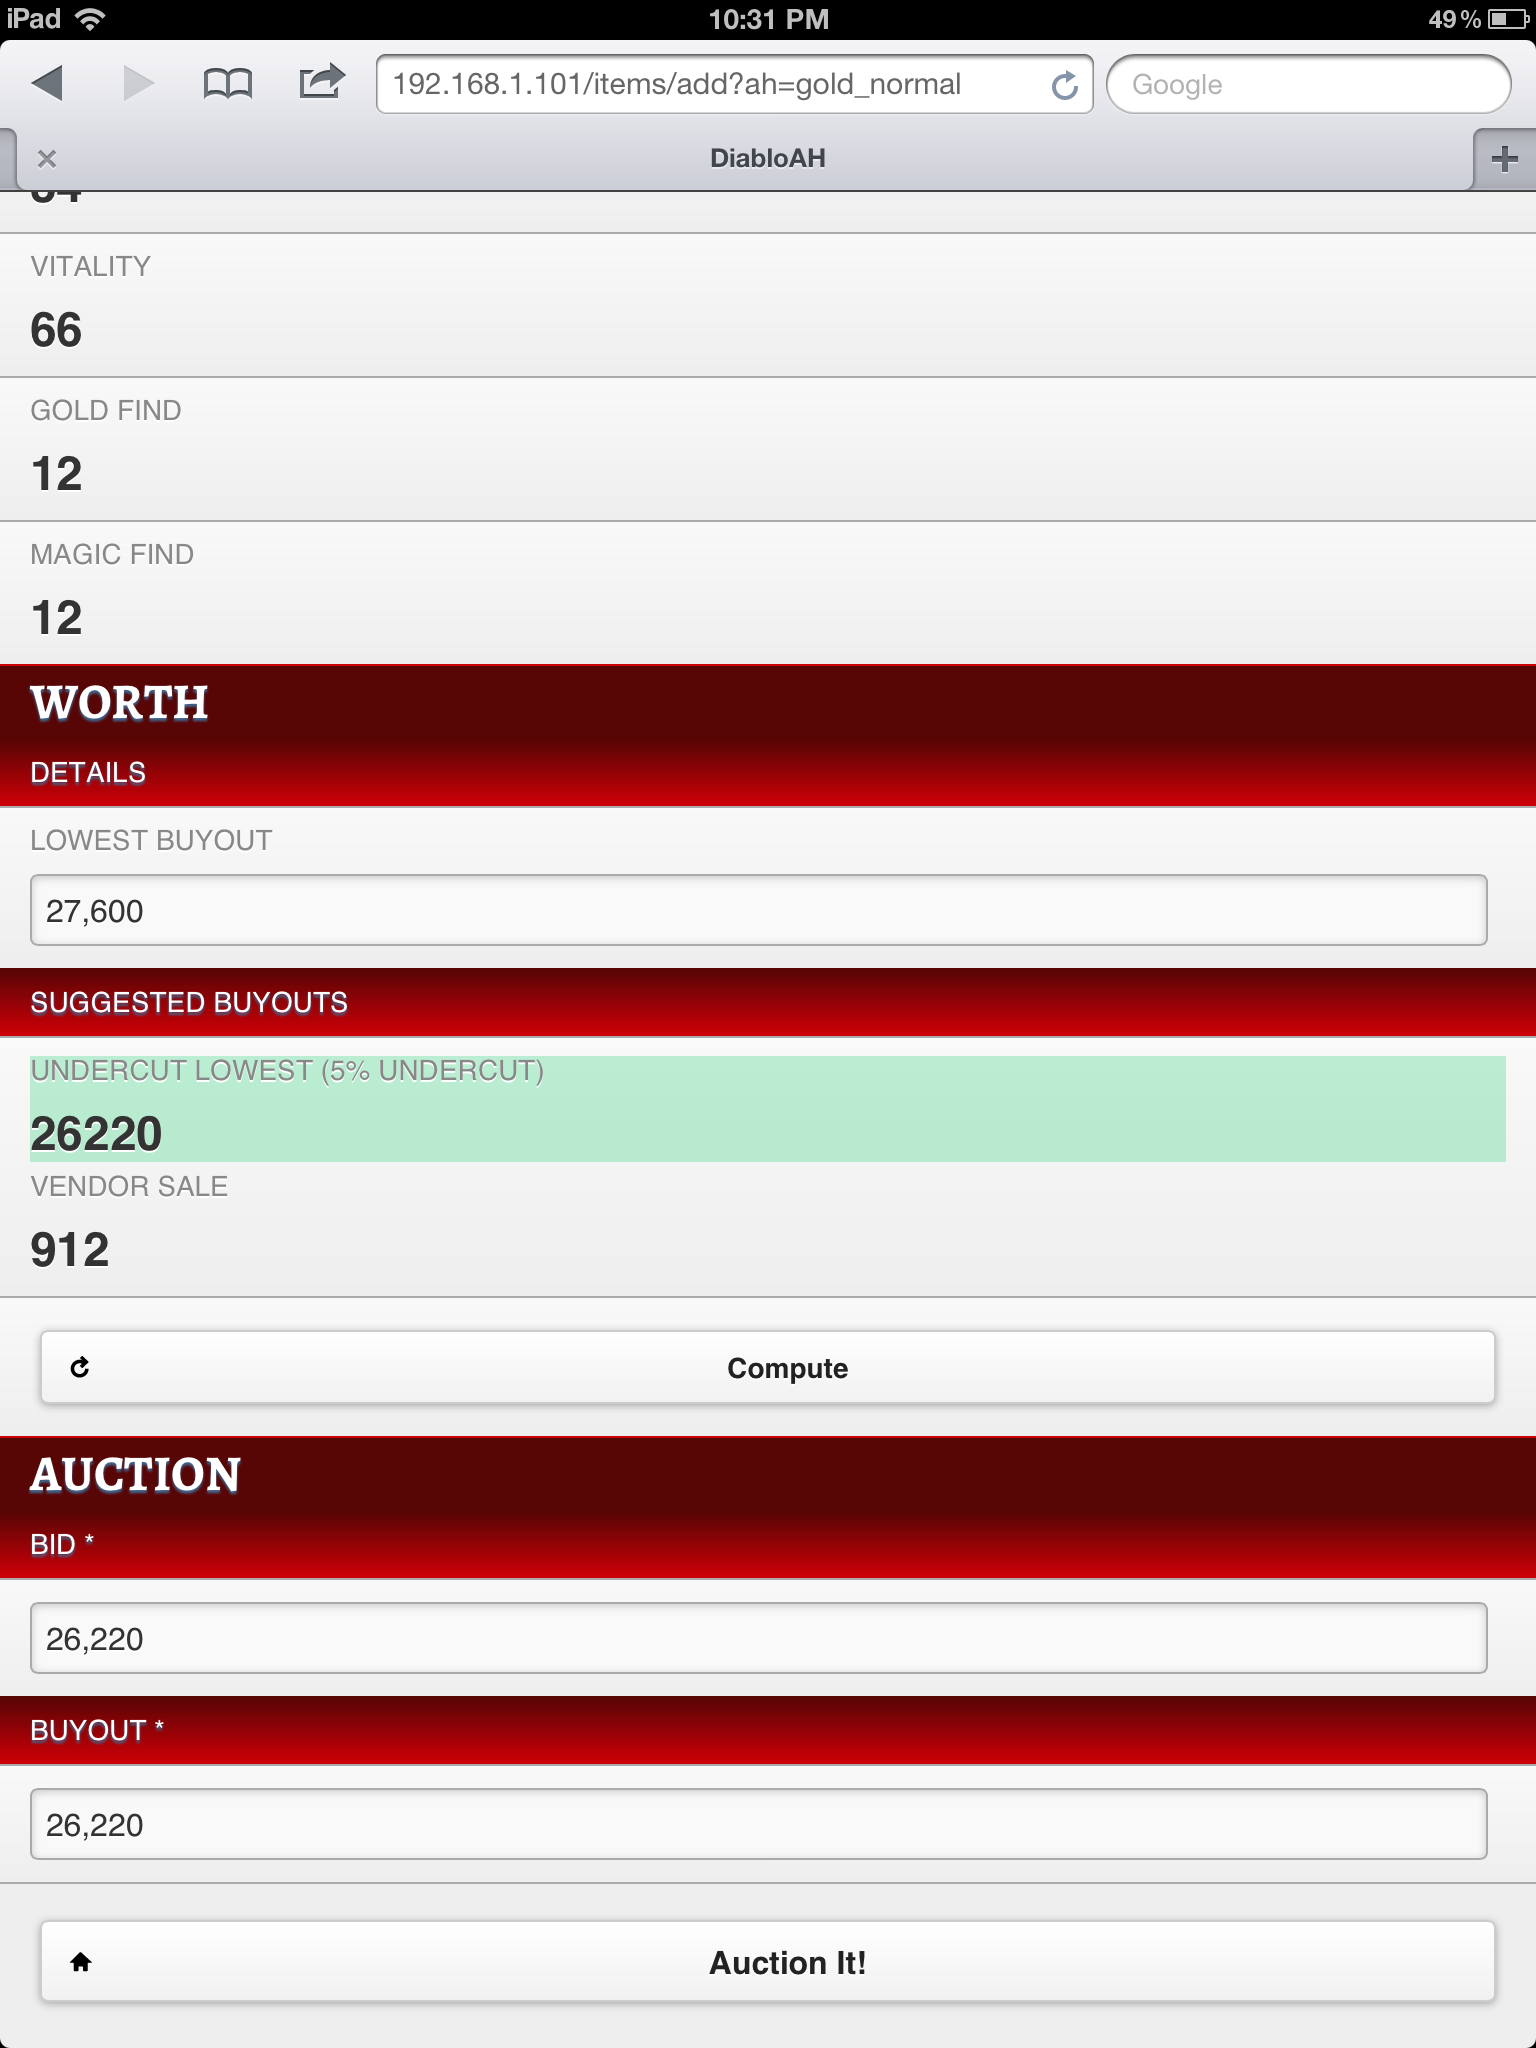 iPad 10:31 PM 49%
192.168.1.101/items/add?ah=gold_normal Google
DiabloAH
VITALITY
66
GOLD FIND
12
MAGIC FIND
12
WORTH
DETAILS
LOWEST BUYOUT
27,600
SUGGESTED BUYOUTS
UNDERCUT LOWEST (5% UNDERCUT)
26220
VENDOR SALE
912
Compute
AUCTION
BID *
26,220
BUYOUT *
26,220
Auction It!